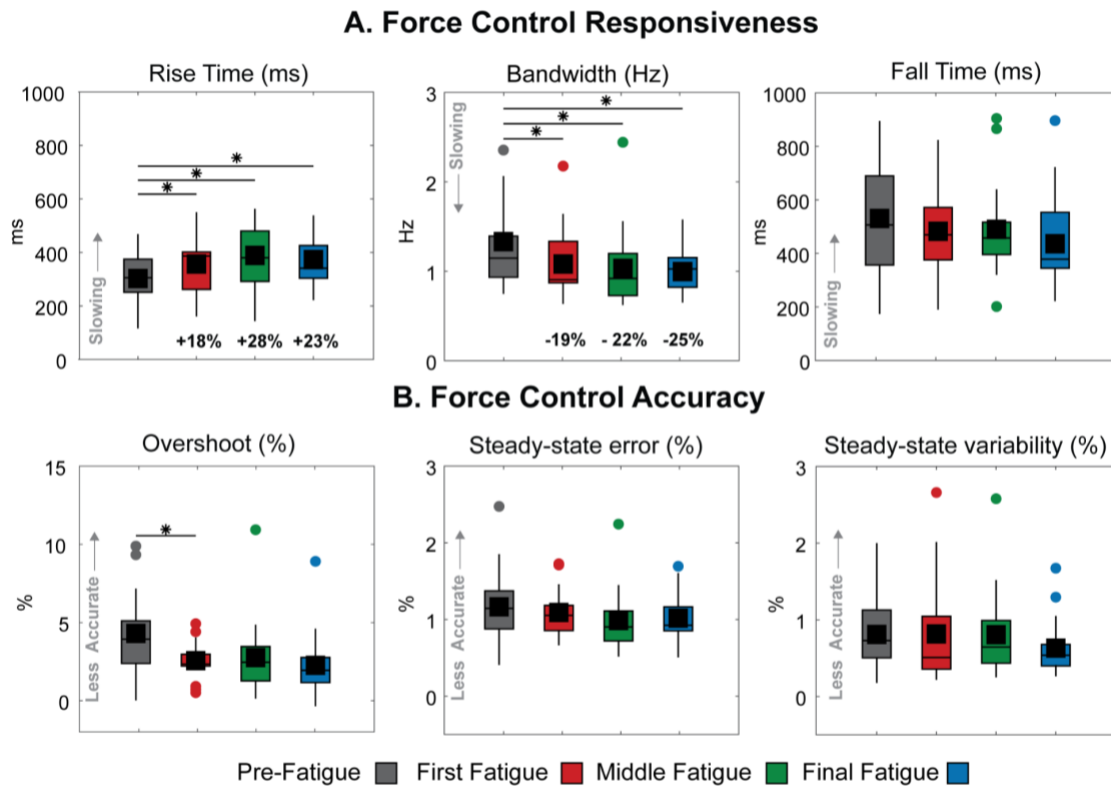 A. Force Control Responsiveness
Rise Time (ms)
Bandwidth (Hz)
Fall Time (ms)
1000
800
600
400
200
0
ms
Slowing
*
*
*
+18%
+28%
+23%
3
2
1
0
Hz
Slowing
*
*
*
-19%
- 22%
-25%
1000
800
600
400
200
0
ms
Slowing
B. Force Control Accuracy
Overshoot (%)
Steady-state error (%)
Steady-state variability (%)
15
10
5
0
%
Less Accurate
*
3
2
1
0
%
Less Accurate
3
2
1
0
%
Less Accurate
Pre-Fatigue First Fatigue Middle Fatigue Final Fatigue